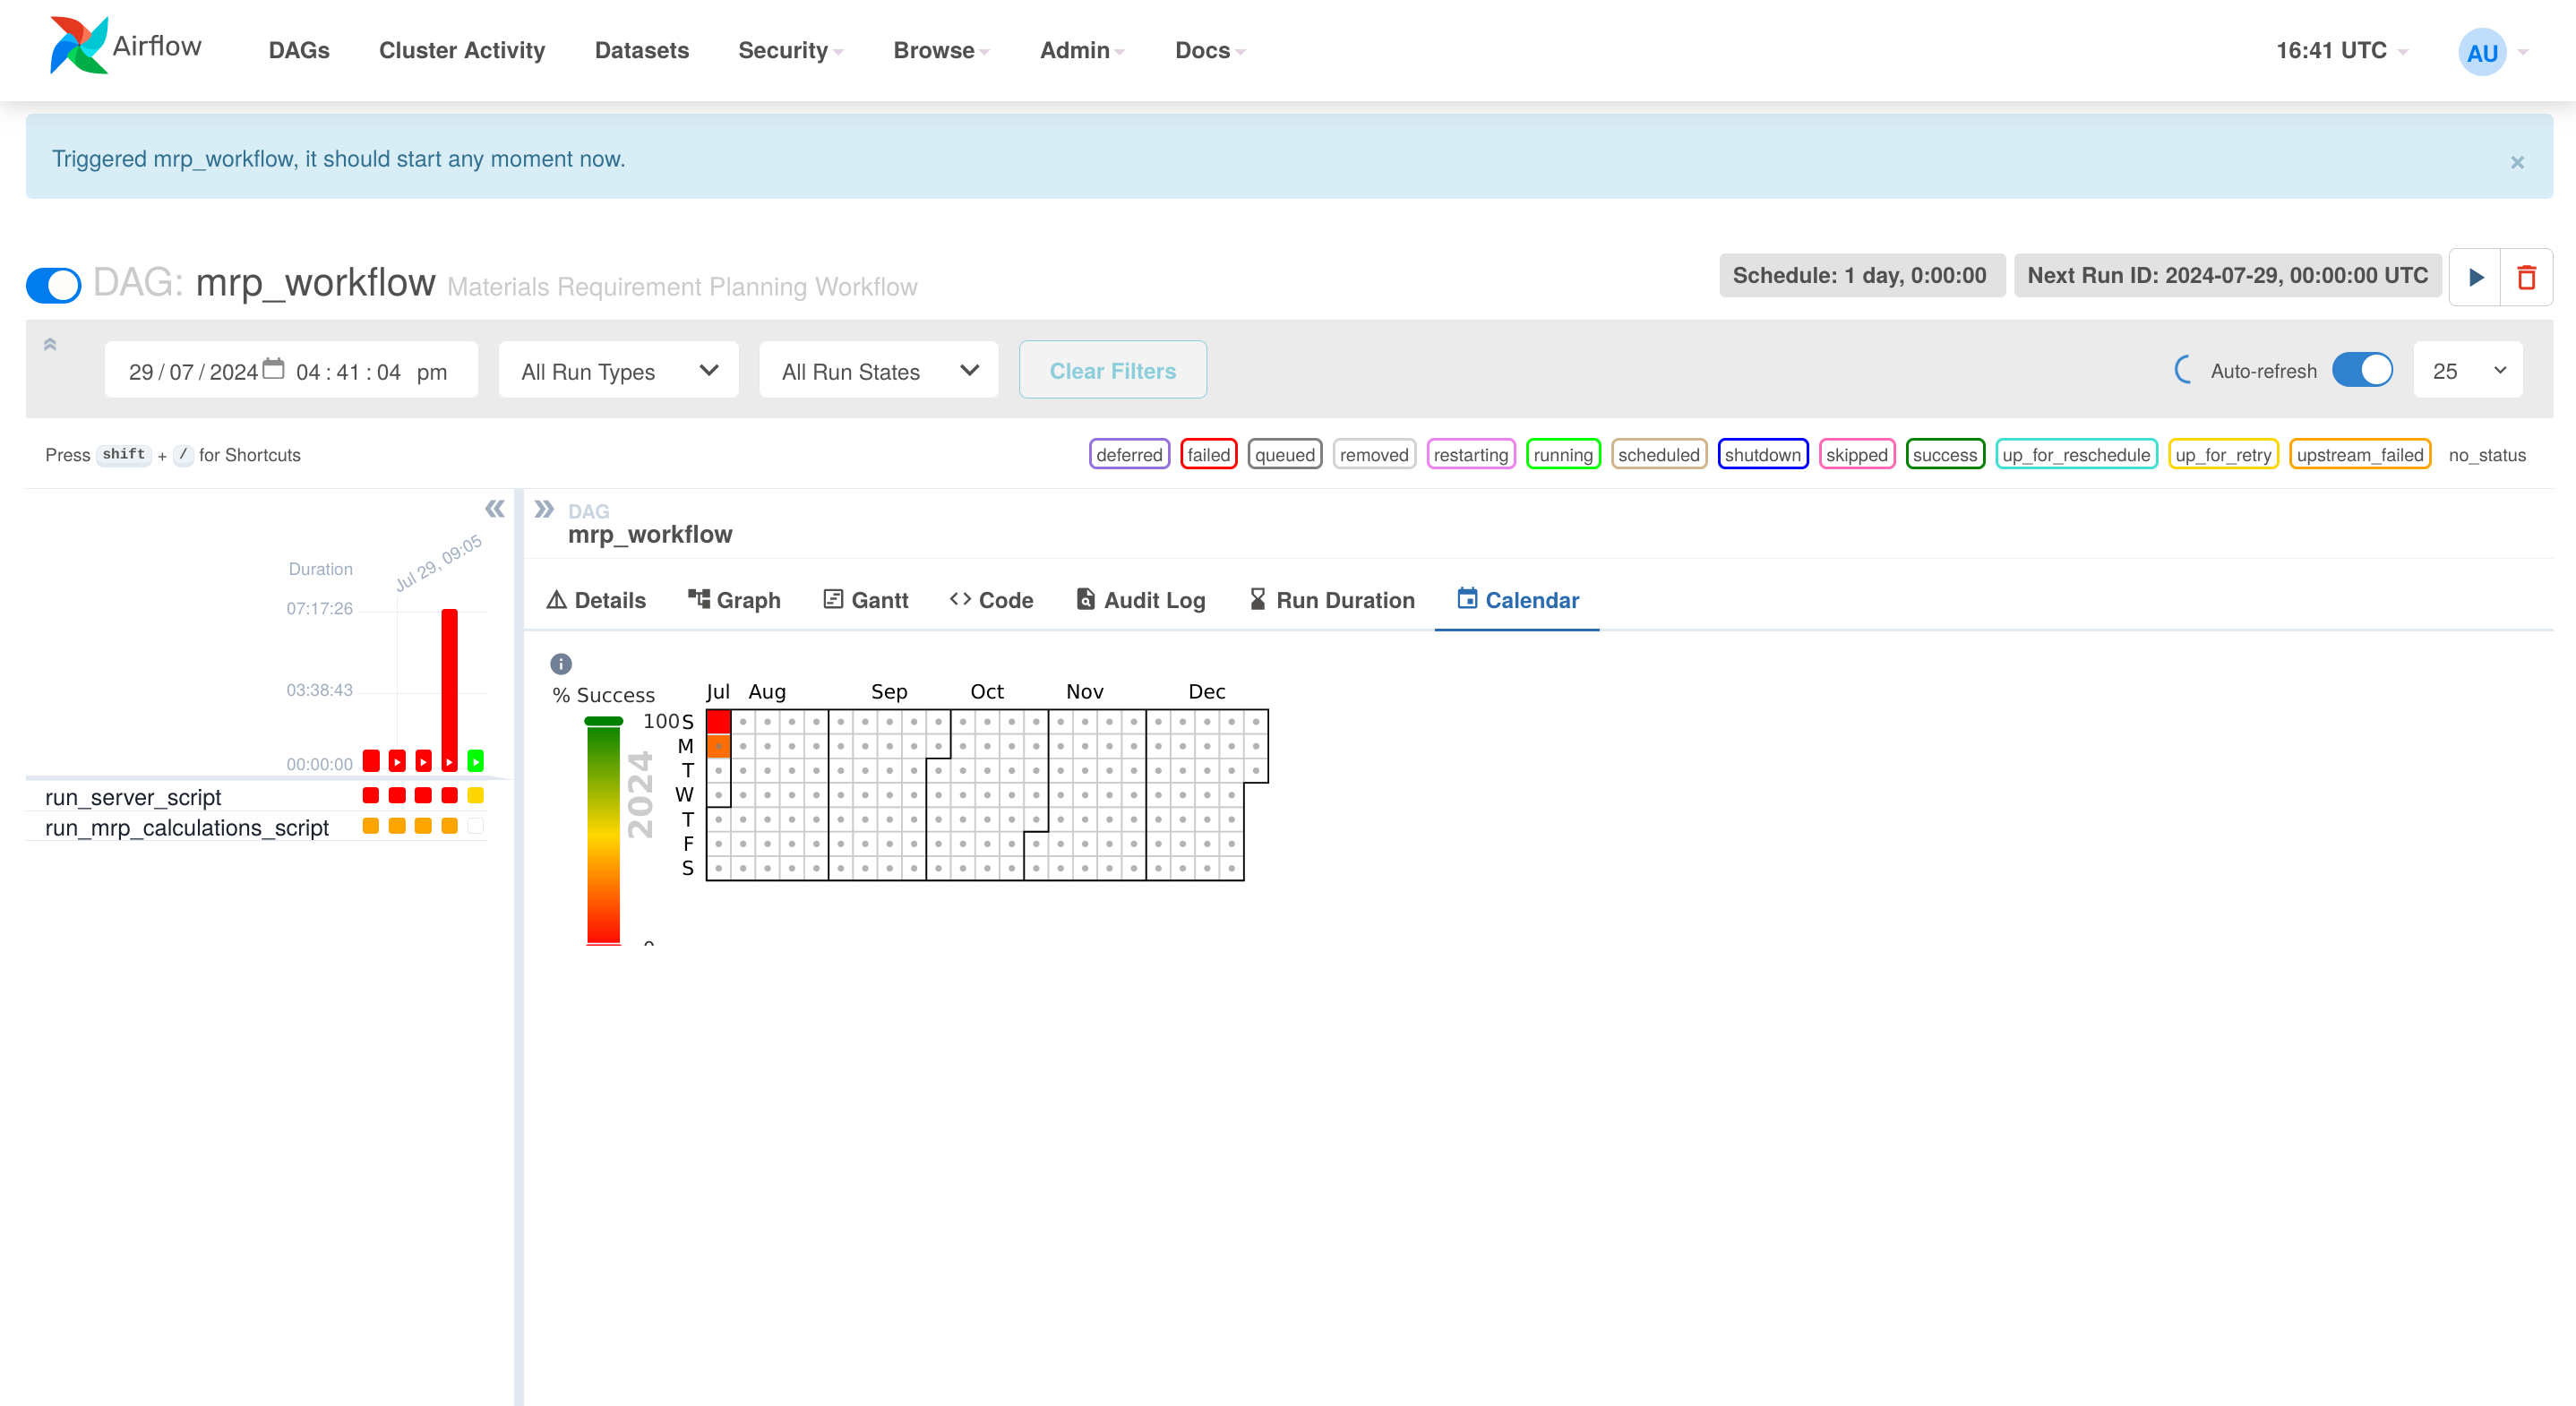 Airflow DAGs Cluster Activity Datasets Security Browse Admin Docs 16:41 UTC AU
Triggered mrp_workflow, it should start any moment now. ×
DAG: mrp_workflow Materials Requirement Planning Workflow Schedule: 1 day, 0:00:00 Next Run ID: 2024-07-29, 00:00:00 UTC
29/07/2024 04:41:04 pm All Run Types All Run States Clear Filters Auto-refresh 25
Press shift + / for Shortcuts deferred failed queued removed restarting running scheduled shutdown skipped success up_for_reschedule up_for_retry upstream_failed no_status
Jul 29, 09:05
Duration
07:17:26
03:38:43
00:00:00
run_server_script
run_mrp_calculations_script
DAG
mrp_workflow
Details Graph Gantt Code Audit Log Run Duration Calendar
% Success
100
0
2024
Jul Aug Sep Oct Nov Dec
S
M
T
W
T
F
S